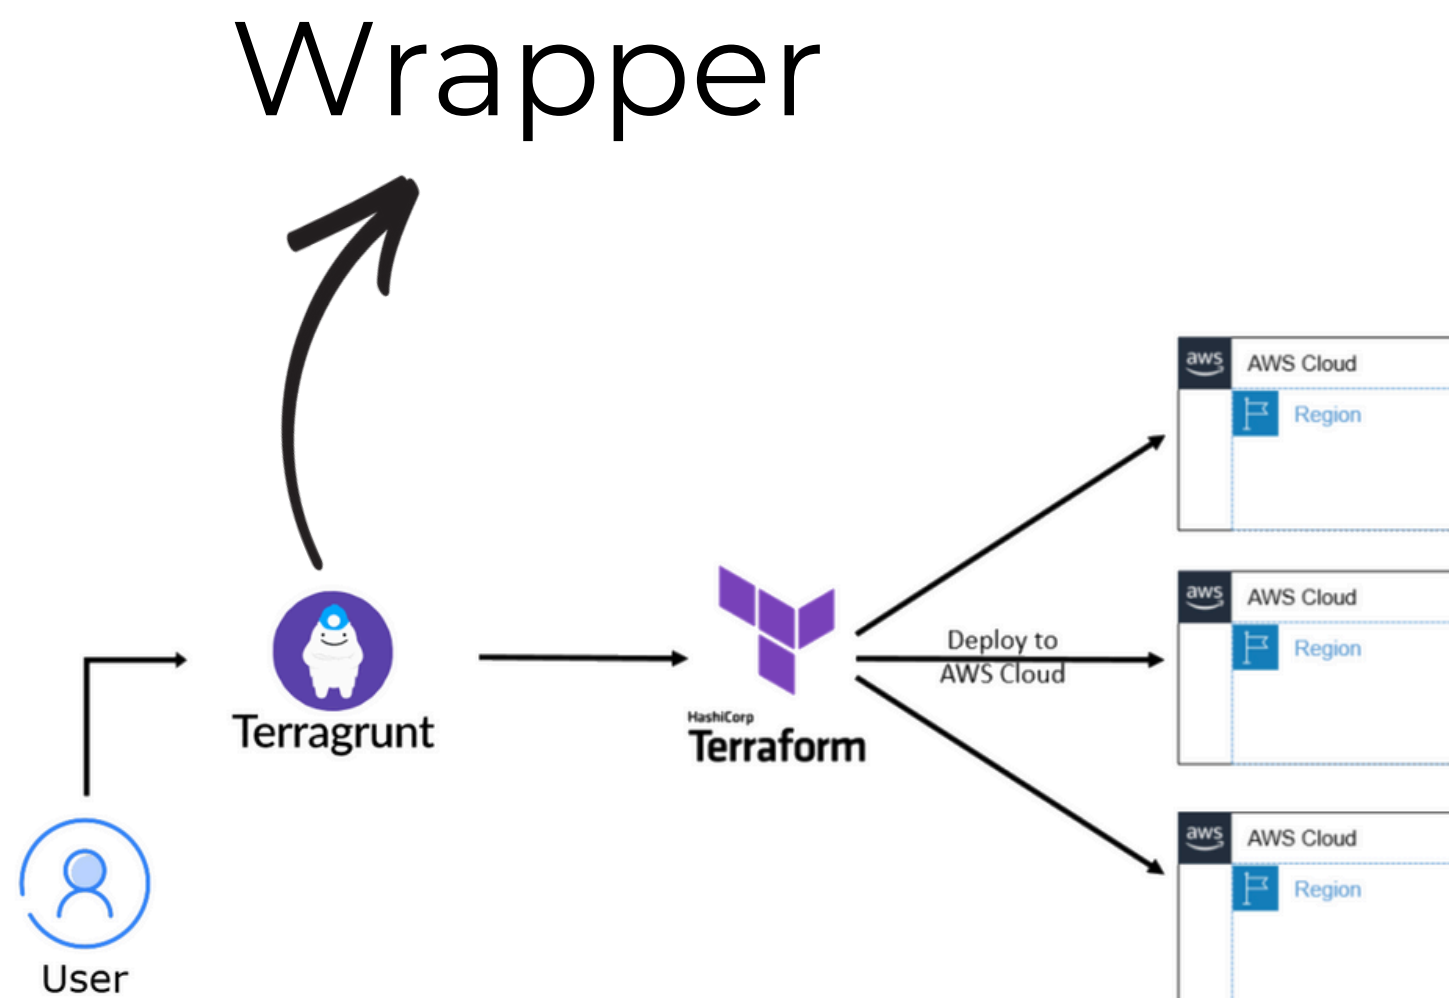 Wrapper
aws
AWS Cloud
Region
aws
AWS Cloud
Region
Deploy to
AWS Cloud
Terragrunt
HashiCorp
Terraform
aws
AWS Cloud
Region
User